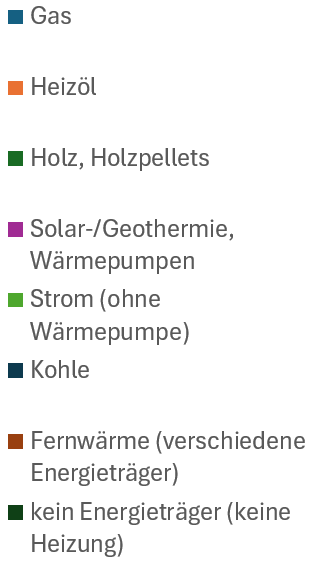 Gas
Heizöl
Holz, Holzpellets
Solar-/Geothermie,
Wärmepumpen
Strom (ohne
Wärmepumpe)
Kohle
Fernwärme (verschiedene
Energieträger)
kein Energieträger (keine
Heizung)